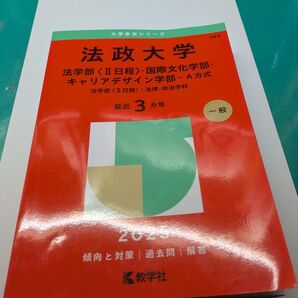 大学赤本シリーズ
法政大学
法学部〈Ⅱ日程〉・国際文化学部・
キャリアデザイン学部－A方式
法学部〈Ⅱ日程〉：法律・政治学科
最近3カ年
一般
2025
傾向と対策｜過去問｜解答
教学社